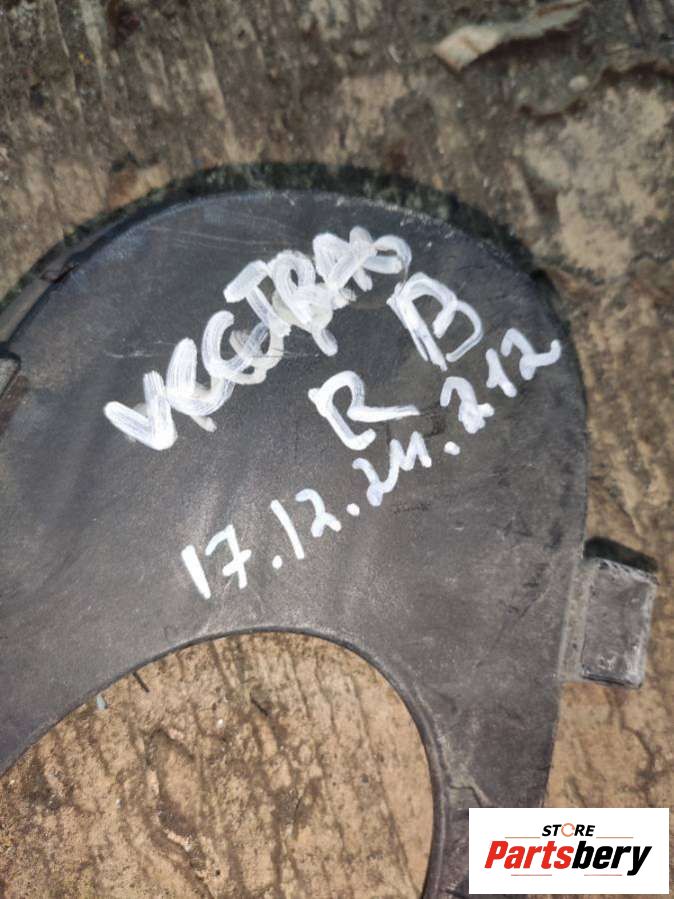 VECTRA
B
R
17.12.24.212
STORE
Partsbery